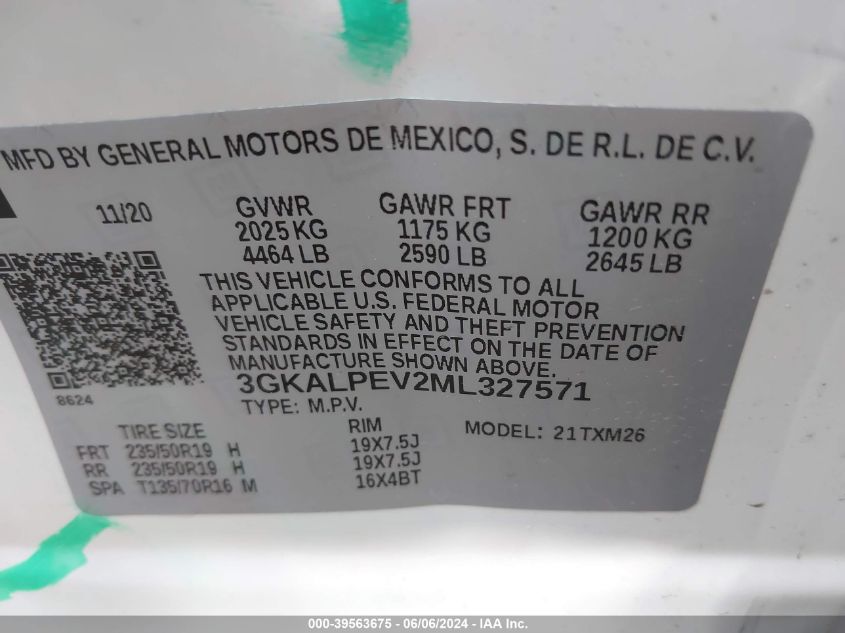 MFD BY GENERAL MOTORS DE MEXICO, S. DE R.L. DE C.V.
11/20 GVWR GAWR FRT GAWR RR
2025 KG 1175 KG 1200 KG
4464 LB 2590 LB 2645 LB
THIS VEHICLE CONFORMS TO ALL
APPLICABLE U.S. FEDERAL MOTOR
VEHICLE SAFETY AND THEFT PREVENTION
STANDARDS IN EFFECT ON THE DATE OF
MANUFACTURE SHOWN ABOVE.
3GKALPEV2ML327571
8624
TYPE: M.P.V.
TIRE SIZE RIM MODEL: 21TXM26
FRT 235/50R19 H 19X7.5J
RR 235/50R19 H 19X7.5J
SPA T135/70R16 M 16X4BT
000-39563675 / 06/06/2024 - IAA Inc.